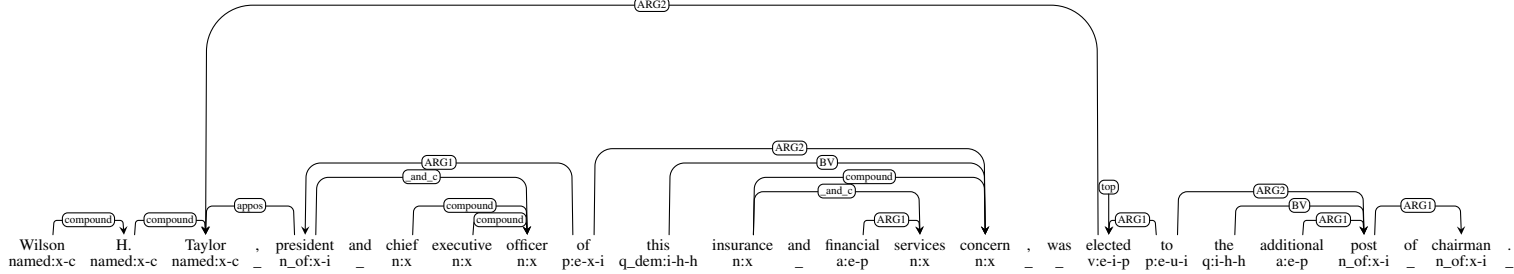 ARG2
ARG2
ARG1 BV
_and_c compound
_and_c top ARG2
appos compound BV
compound compound compound ARG1 ARG1 ARG1 ARG1
Wilson H. Taylor , president and chief executive officer of this insurance and financial services concern , was elected to the additional post of chairman .
named:x-c named:x-c named:x-c _ n_of:x-i _ n:x n:x n:x p:e-x-i q_dem:i-h-h n:x _ a:e-p n:x n:x _ _ v:e-i-p p:e-u-i q:i-h-h a:e-p n_of:x-i _ n_of:x-i _